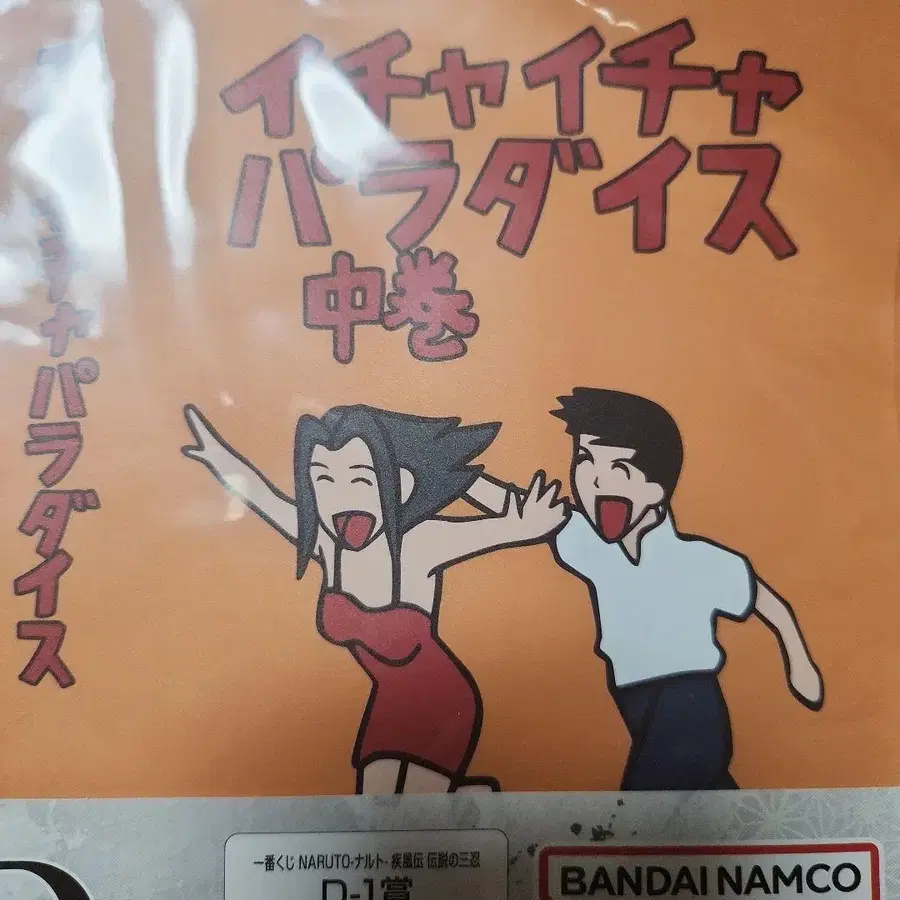 イチャイチャ
パラダイス
中巻
チャパラダイス
一番くじ NARUTO-ナルト- 疾風伝 伝説の三忍
D-1賞
BANDAI NAMCO